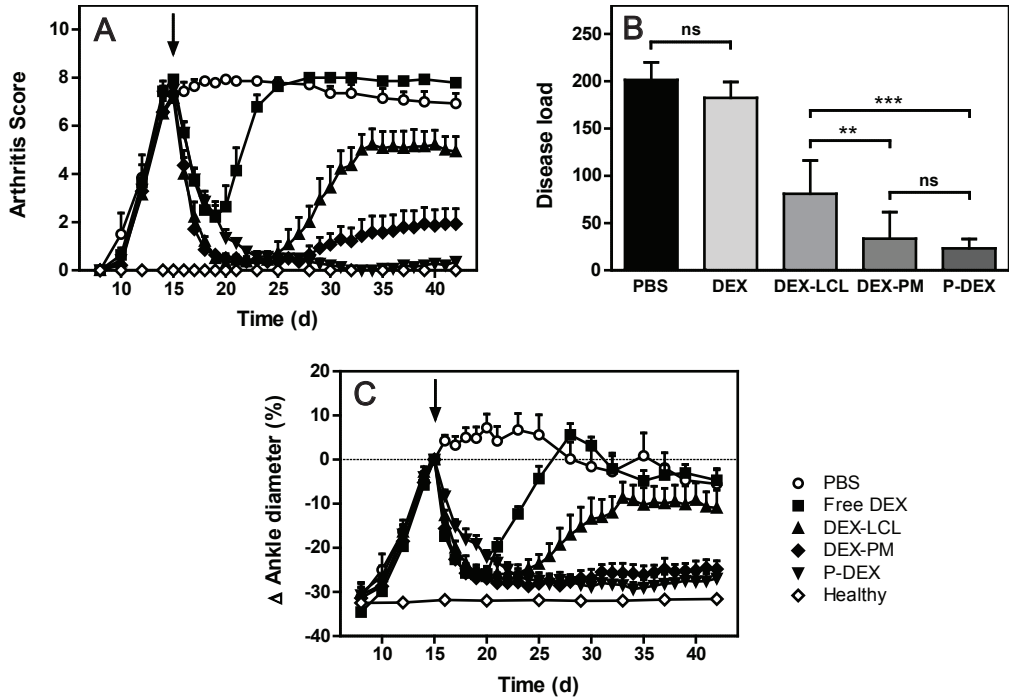 A
Arthritis Score
10
8
6
4
2
0
10 15 20 25 30 35 40
Time (d)
B
Disease load
250
200
150
100
50
0
ns
***
**
ns
PBS DEX DEX-LCL DEX-PM P-DEX
C
Δ Ankle diameter (%)
20
10
0
-10
-20
-30
-40
10 15 20 25 30 35 40
Time (d)
PBS
Free DEX
DEX-LCL
DEX-PM
P-DEX
Healthy